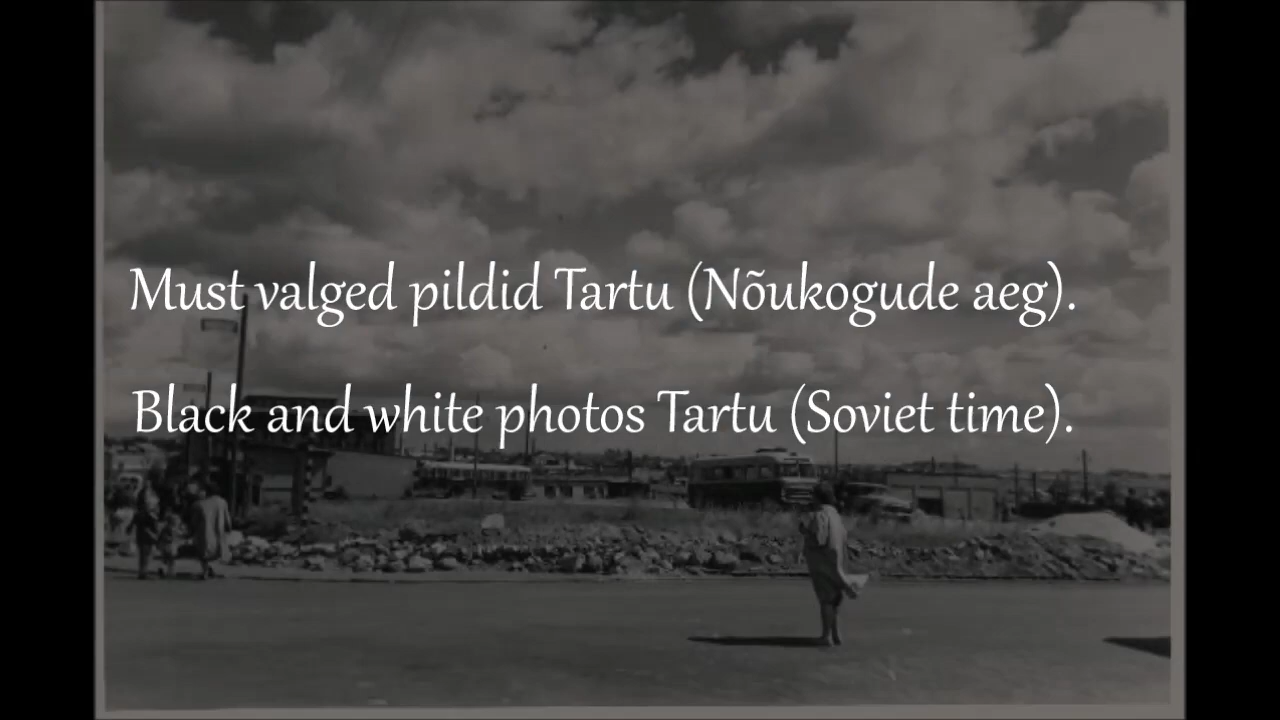 Must valged pildid Tartu (Nõukogude aeg).
Black and white photos Tartu (Soviet time).